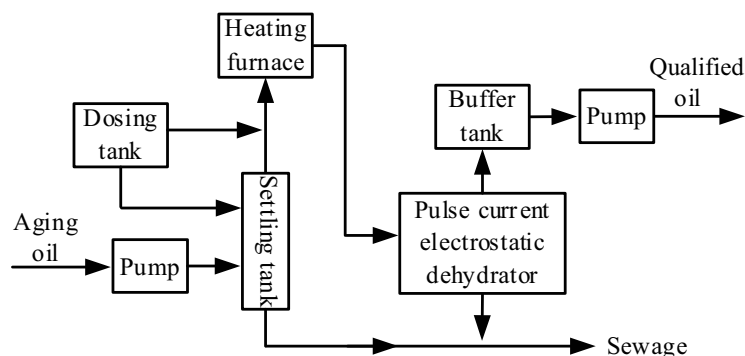 Heating
furnace
Dosing
tank
Settling tank
Aging
oil
Pump
Buffer
tank
Pump
Qualified
oil
Pulse current
electrostatic
dehydrator
Sewage